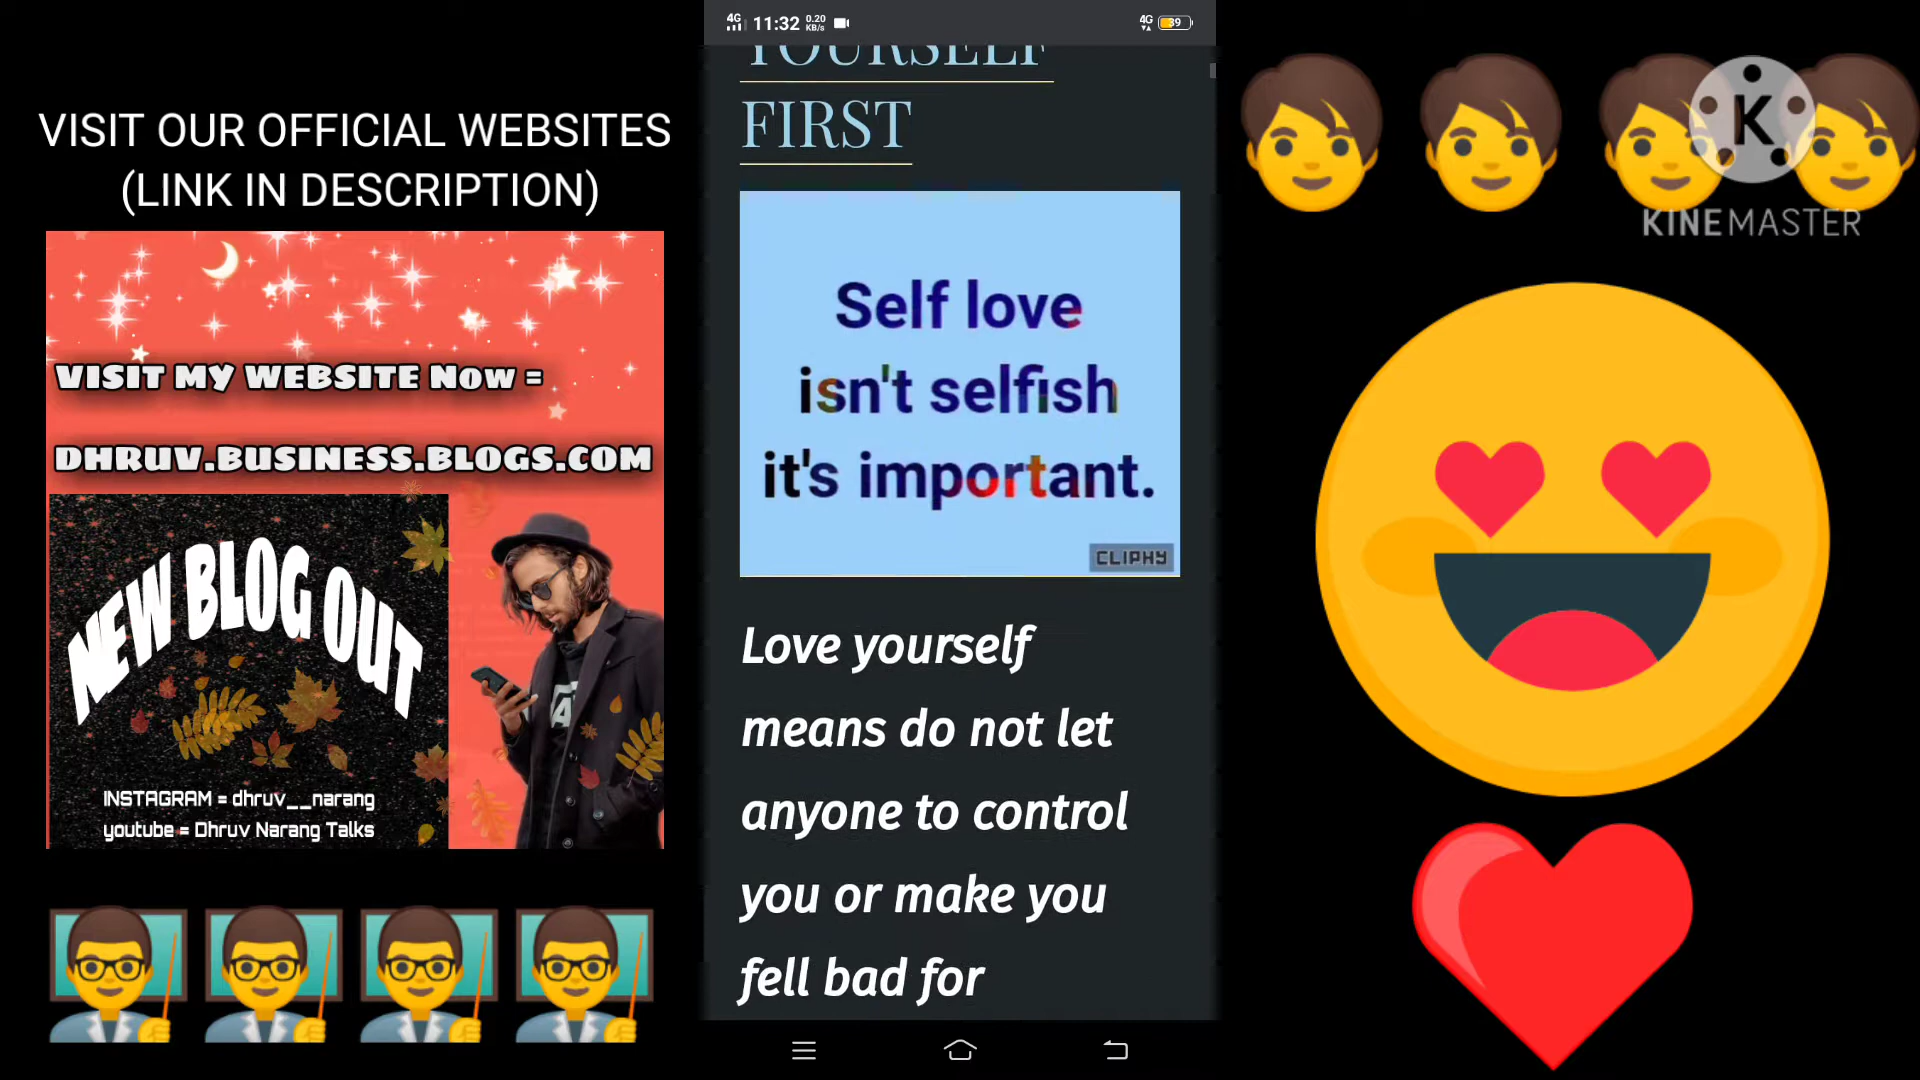 VISIT OUR OFFICIAL WEBSITES
(LINK IN DESCRIPTION)
VISIT MY WEBSITE Now =
DHRUV.BUSINESS.BLOGS.COM
NEW BLOG OUT
INSTAGRAM = dhruv__narang
youtube = Dhruv Narang Talks
4G 11:32 0.20 KB/s
4G 39
YOURSELF
FIRST
Self love
isn't selfish
it's important.
CLIPHY
Love yourself
means do not let
anyone to control
you or make you
fell bad for
K
KINEMASTER